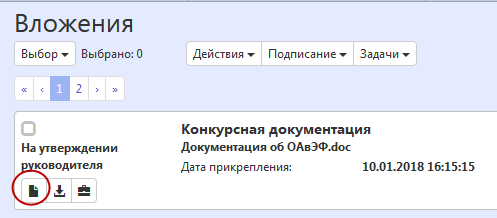 Вложения
Выбор Выбрано: 0 Действия Подписание Задачи
« ‹ 1 2 › »
Конкурсная документация
На утверждении Документация об ОАвЭФ.doc
руководителя Дата прикрепления: 10.01.2018 16:15:15